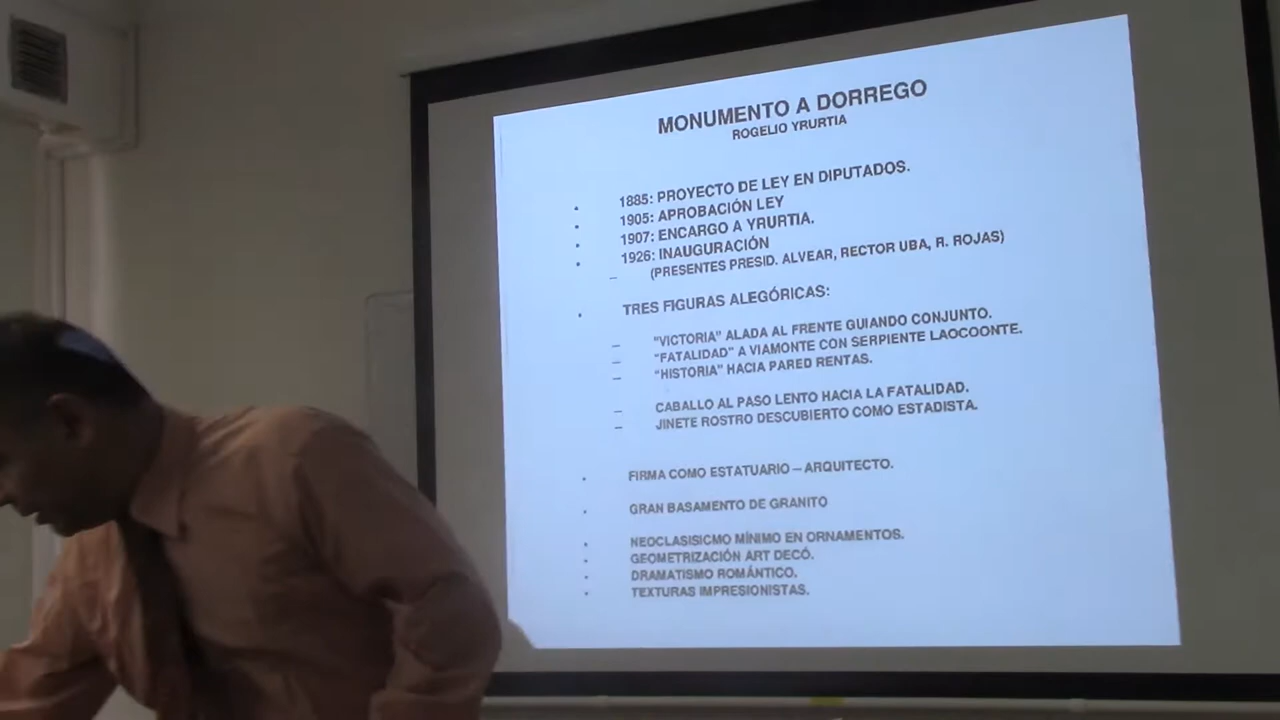 MONUMENTO A DORREGO
ROGELIO YRURTIA
• 1885: PROYECTO DE LEY EN DIPUTADOS.
• 1905: APROBACIÓN LEY
• 1907: ENCARGO A YRURTIA.
• 1926: INAUGURACIÓN
– (PRESENTES PRESID. ALVEAR, RECTOR UBA, R. ROJAS)
• TRES FIGURAS ALEGÓRICAS:
– "VICTORIA" ALADA AL FRENTE GUIANDO CONJUNTO.
– "FATALIDAD" A VIAMONTE CON SERPIENTE LAOCOONTE.
– "HISTORIA" HACIA PARED RENTAS.
– CABALLO AL PASO LENTO HACIA LA FATALIDAD.
– JINETE ROSTRO DESCUBIERTO COMO ESTADISTA.
• FIRMA COMO ESTATUARIO – ARQUITECTO.
• GRAN BASAMENTO DE GRANITO
• NEOCLASISICMO MÍNIMO EN ORNAMENTOS.
• GEOMETRIZACIÓN ART DECÓ.
• DRAMATISMO ROMÁNTICO.
• TEXTURAS IMPRESIONISTAS.